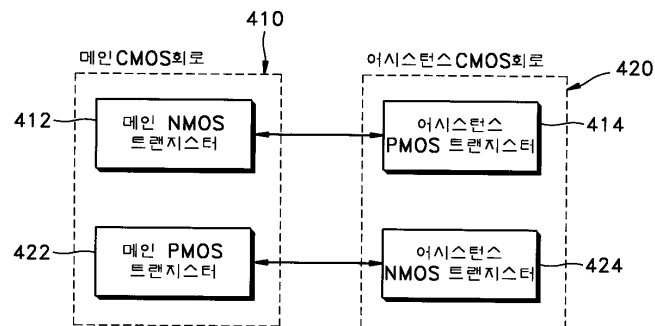 410
메인 CMOS회로
어시스턴스 CMOS회로
420
412
메인 NMOS
트랜지스터
어시스턴스
PMOS 트랜지스터
414
422
메인 PMOS
트랜지스터
어시스턴스
NMOS 트랜지스터
424